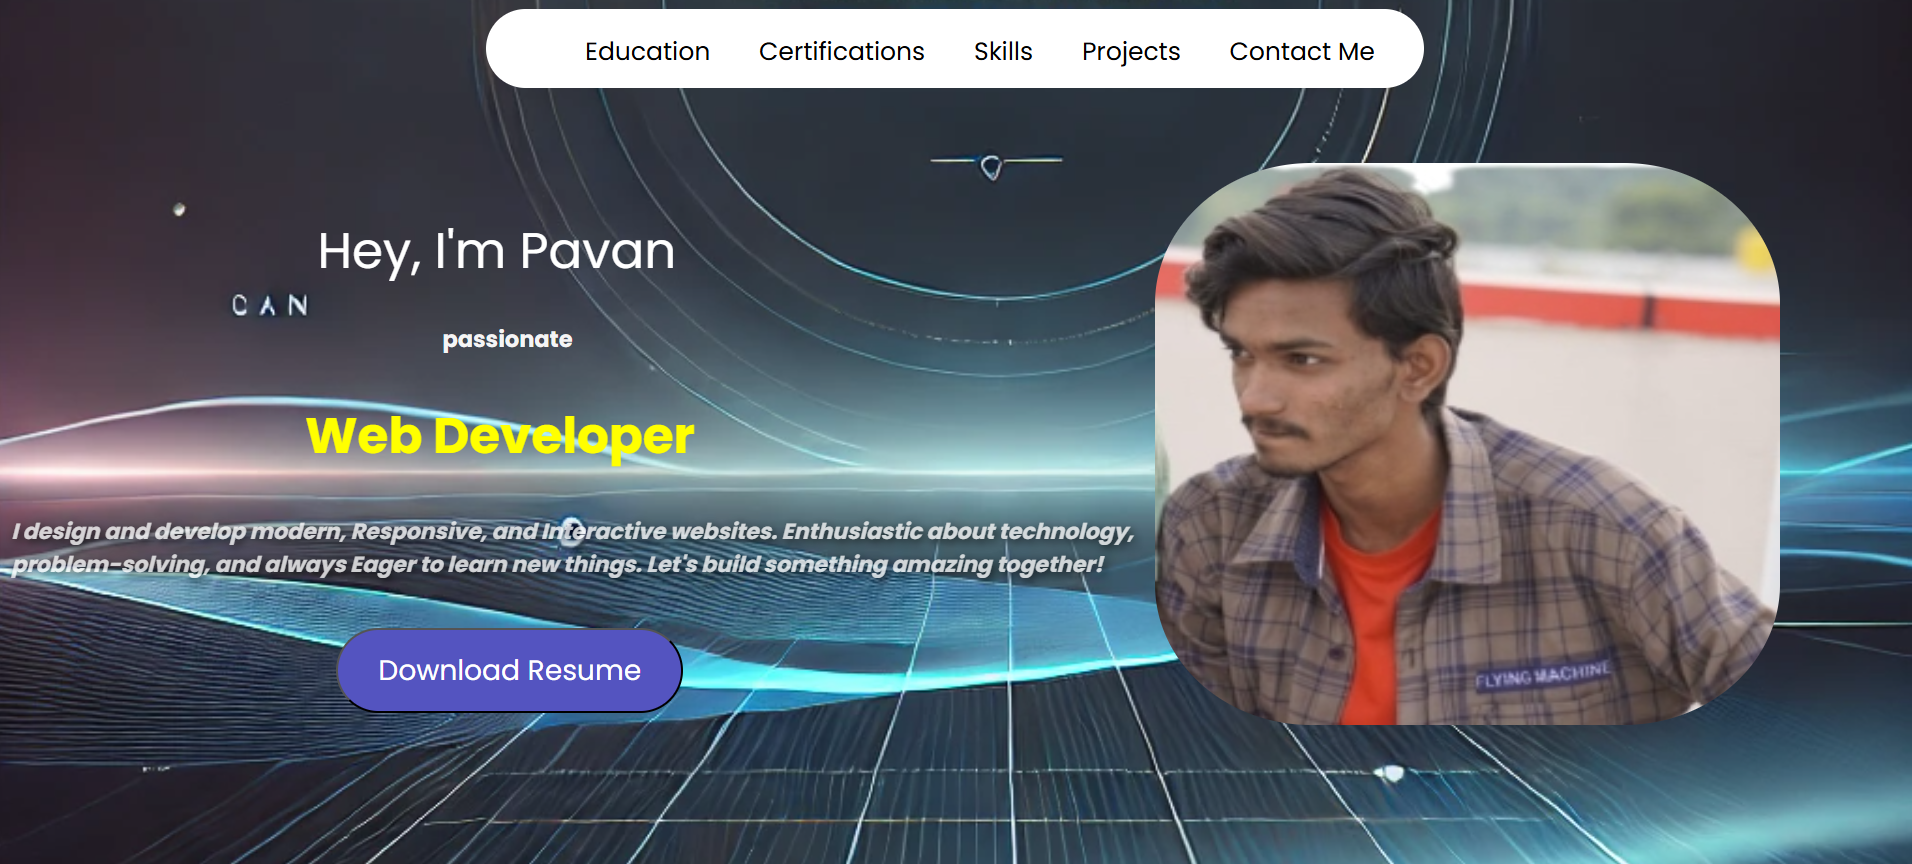 Education Certifications Skills Projects Contact Me
Hey, I'm Pavan
CAN
passionate
Web Developer
I design and develop modern, Responsive, and Interactive websites. Enthusiastic about technology,
problem-solving, and always Eager to learn new things. Let's build something amazing together!
Download Resume
FLYING MACHINE